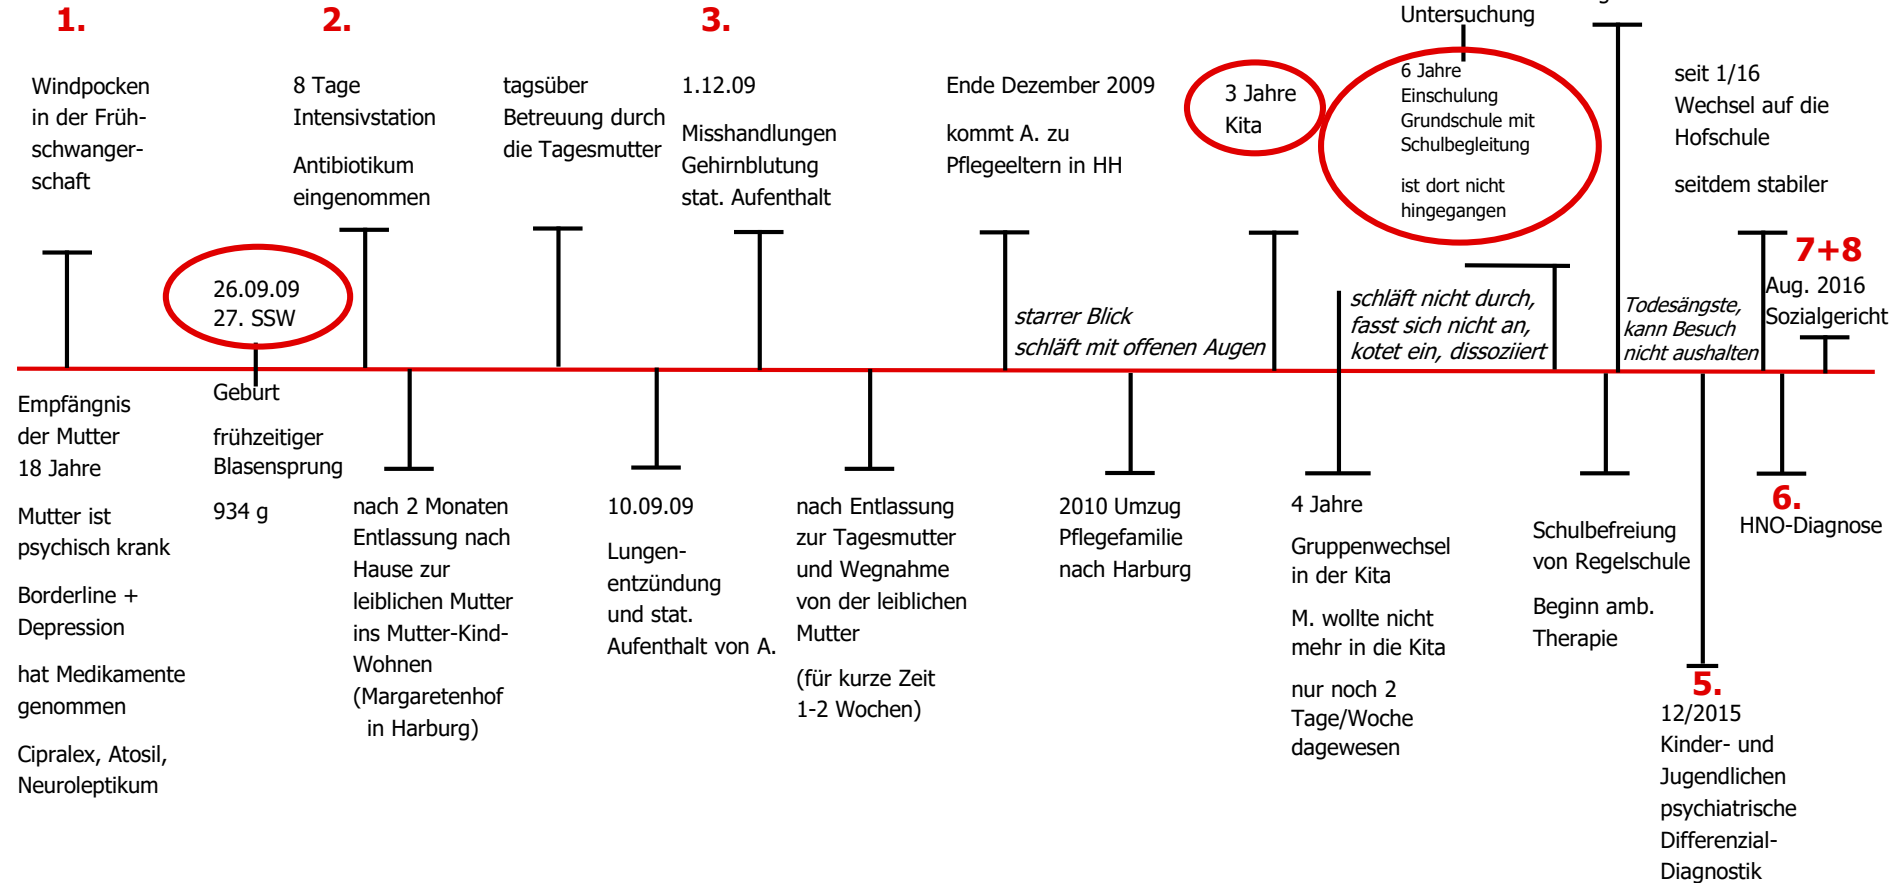 1.
Windpocken
in der Früh-
schwanger-
schaft
2.
8 Tage
Intensivstation
Antibiotikum
eingenommen
tagsüber
Betreuung durch
die Tagesmutter
3.
1.12.09
Misshandlungen
Gehirnblutung
stat. Aufenthalt
Ende Dezember 2009
kommt A. zu
Pflegeeltern in HH
3 Jahre
Kita
Untersuchung
6 Jahre
Einschulung
Grundschule mit
Schulbegleitung
ist dort nicht
hingegangen
seit 1/16
Wechsel auf die
Hofschule
seitdem stabiler
7+8
Aug. 2016
Sozialgericht
26.09.09
27. SSW
starrer Blick
schläft mit offenen Augen
schläft nicht durch,
fasst sich nicht an,
kotet ein, dissoziiert
Todesängste,
kann Besuch
nicht aushalten
Empfängnis
der Mutter
18 Jahre
Mutter ist
psychisch krank
Borderline +
Depression
hat Medikamente
genommen
Cipralex, Atosil,
Neuroleptikum
Geburt
frühzeitiger
Blasensprung
934 g
nach 2 Monaten
Entlassung nach
Hause zur
leiblichen Mutter
ins Mutter-Kind-
Wohnen
(Margaretenhof
in Harburg)
10.09.09
Lungen-
entzündung
und stat.
Aufenthalt von A.
nach Entlassung
zur Tagesmutter
und Wegnahme
von der leiblichen
Mutter
(für kurze Zeit
1-2 Wochen)
2010 Umzug
Pflegefamilie
nach Harburg
4 Jahre
Gruppenwechsel
in der Kita
M. wollte nicht
mehr in die Kita
nur noch 2
Tage/Woche
dagewesen
Schulbefreiung
von Regelschule
Beginn amb.
Therapie
5.
12/2015
Kinder- und
Jugendlichen
psychiatrische
Differenzial-
Diagnostik
6.
HNO-Diagnose